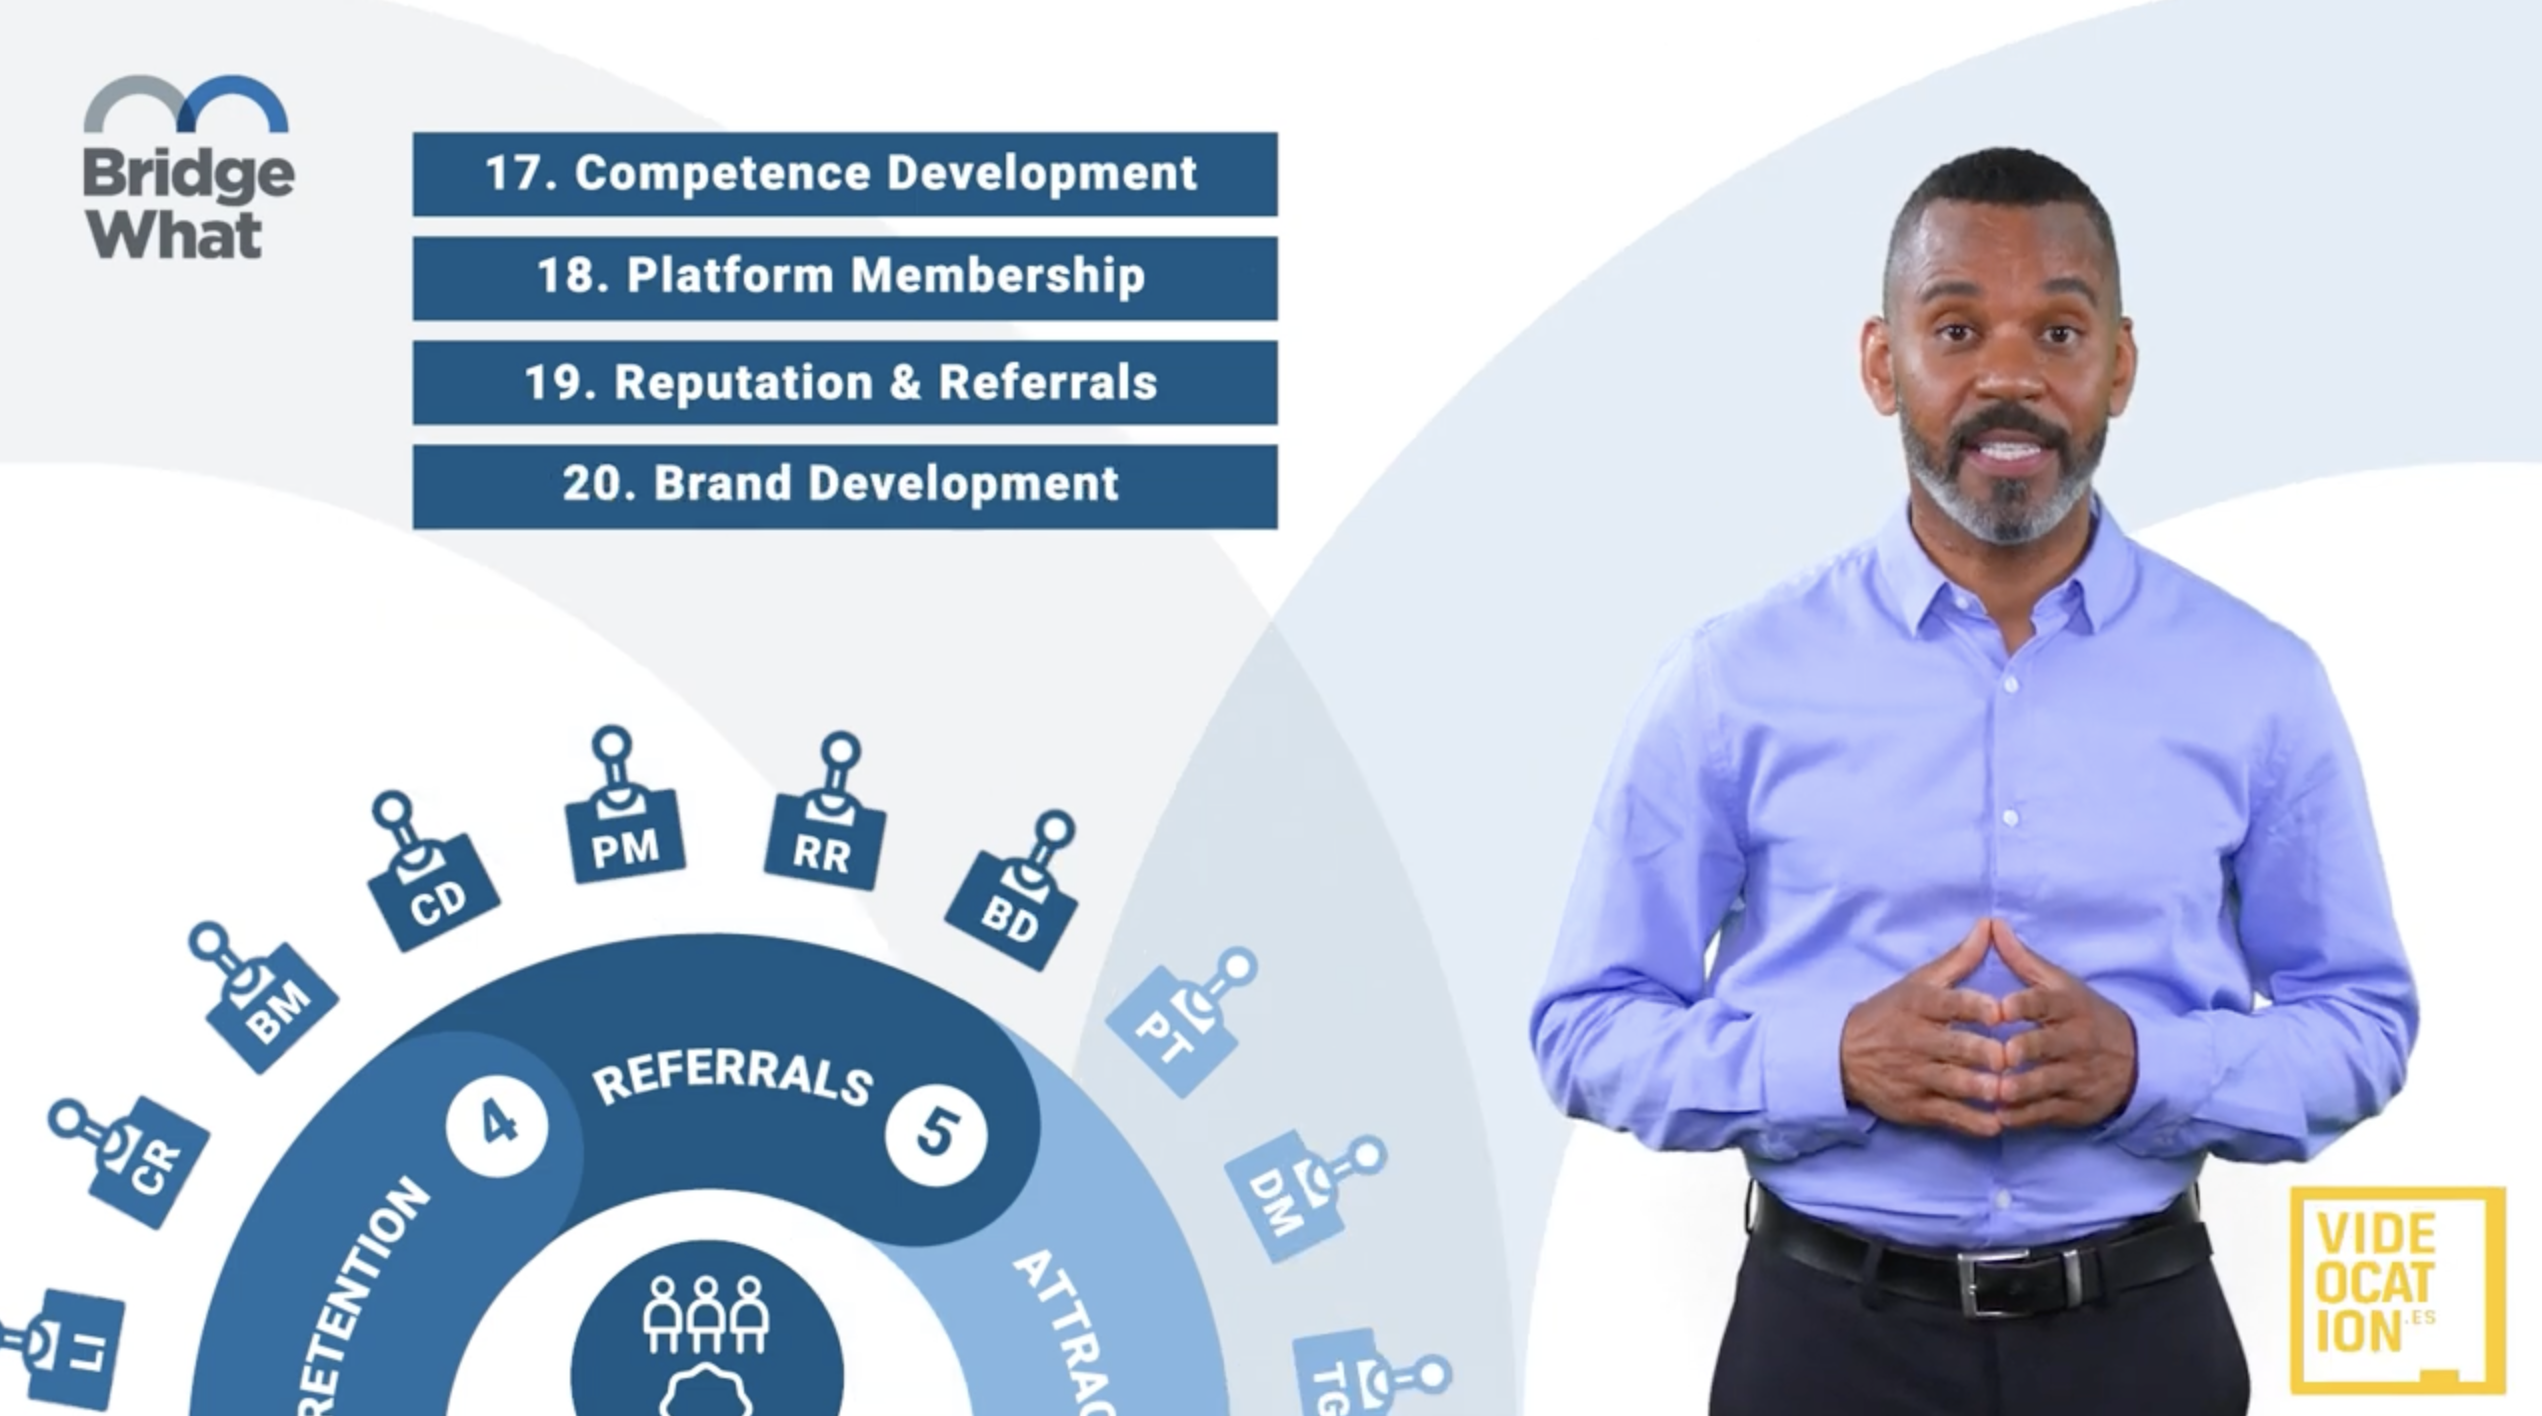 Bridge
What
17. Competence Development
18. Platform Membership
19. Reputation & Referrals
20. Brand Development
PM
RR
CD
BD
BM
PT
CR
DM
LI
TG
REFERRALS
4
5
RETENTION
VIDE
OCAT
ION
.ES